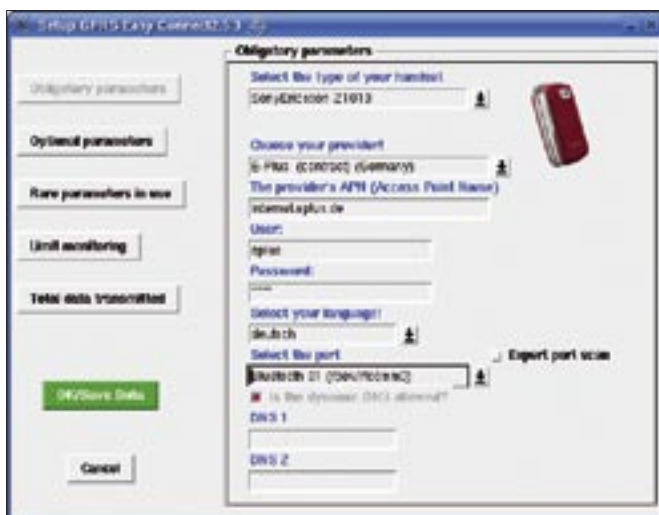 Setup GPRS Easy Connect
Obligatory parameters
Obligatory parameters
Optional parameters
Rare parameters in use
Limit monitoring
Total data transmitted
OK/Save Data
Cancel
Select the type of your handset
SonyEricsson Z1010
Choose your provider!
E-Plus (contract) (Germany)
The provider's APN (Access Point Name)
internet.eplus.de
User:
eplus
Password:
****
Select your language!
deutsch
Select the port
Expert port scan
Bluetooth 01
Is the dynamic DNS allowed?
DNS 1
DNS 2